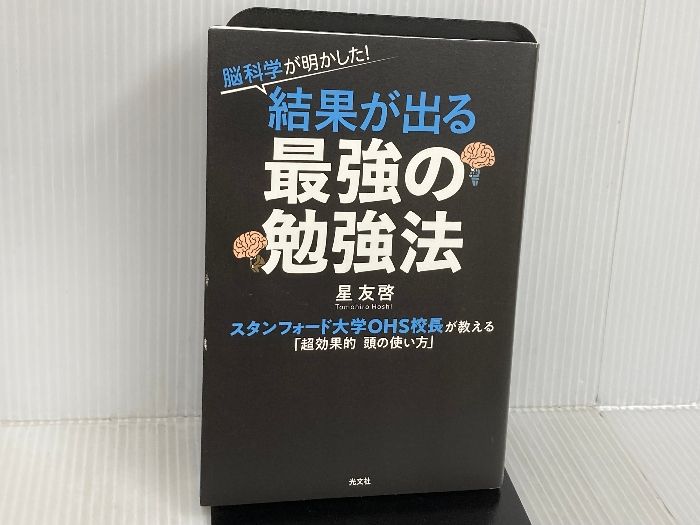 脳科学が明かした!
結果が出る
最強の
勉強法
星 友啓
Tomohiro Hoshi
スタンフォード大学OHS校長が教える
「超効果的 頭の使い方」
光文社